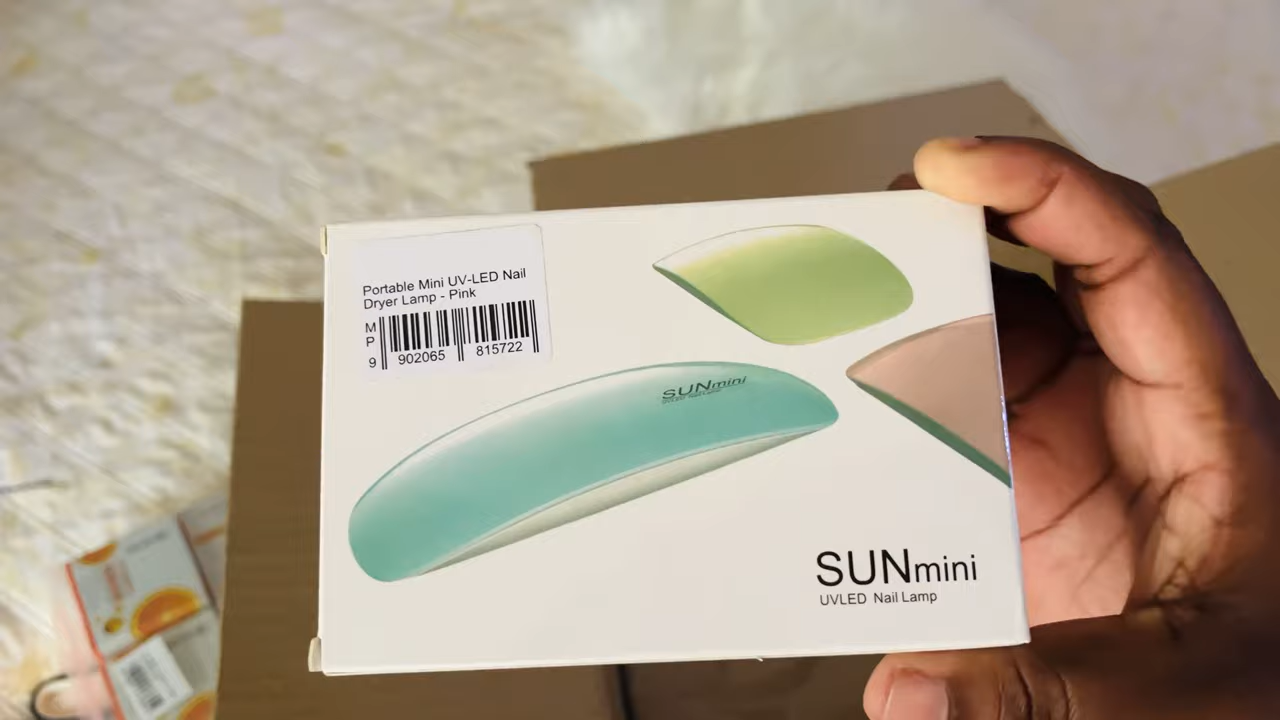 Portable Mini UV-LED Nail
Dryer Lamp - Pink
M
P
9 902065 815722
SUNmini
SUNmini
UVLED Nail Lamp